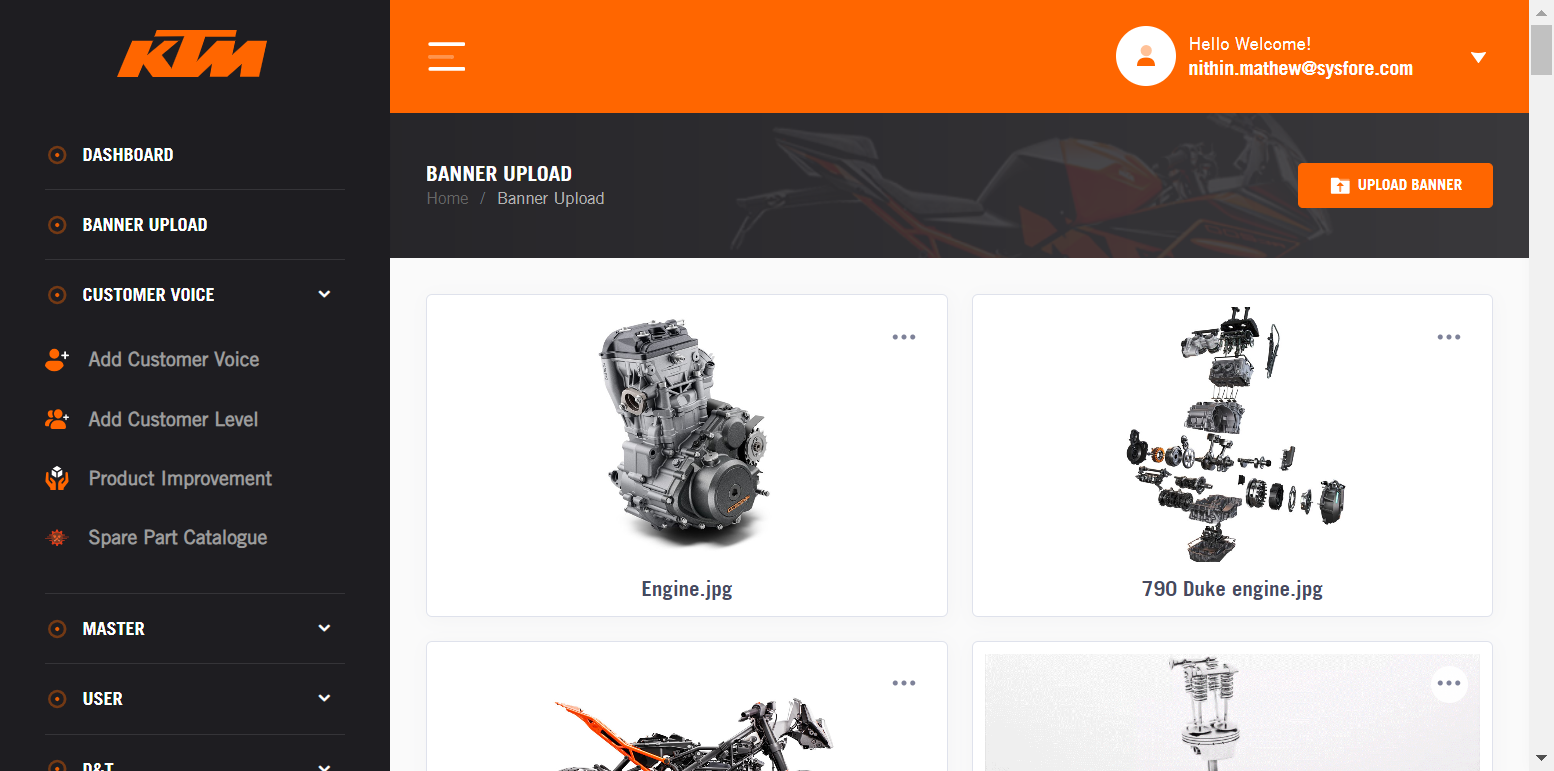 KTM
Hello Welcome!
nithin.mathew@sysfore.com
DASHBOARD
BANNER UPLOAD
CUSTOMER VOICE
Add Customer Voice
Add Customer Level
Product Improvement
Spare Part Catalogue
MASTER
USER
D&T
BANNER UPLOAD
Home / Banner Upload
UPLOAD BANNER
Engine.jpg
790 Duke engine.jpg